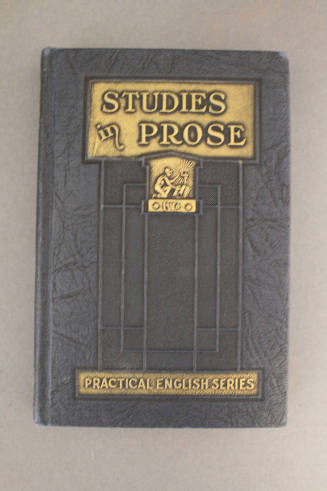 STUDIES
in PROSE
PRACTICAL ENGLISH SERIES